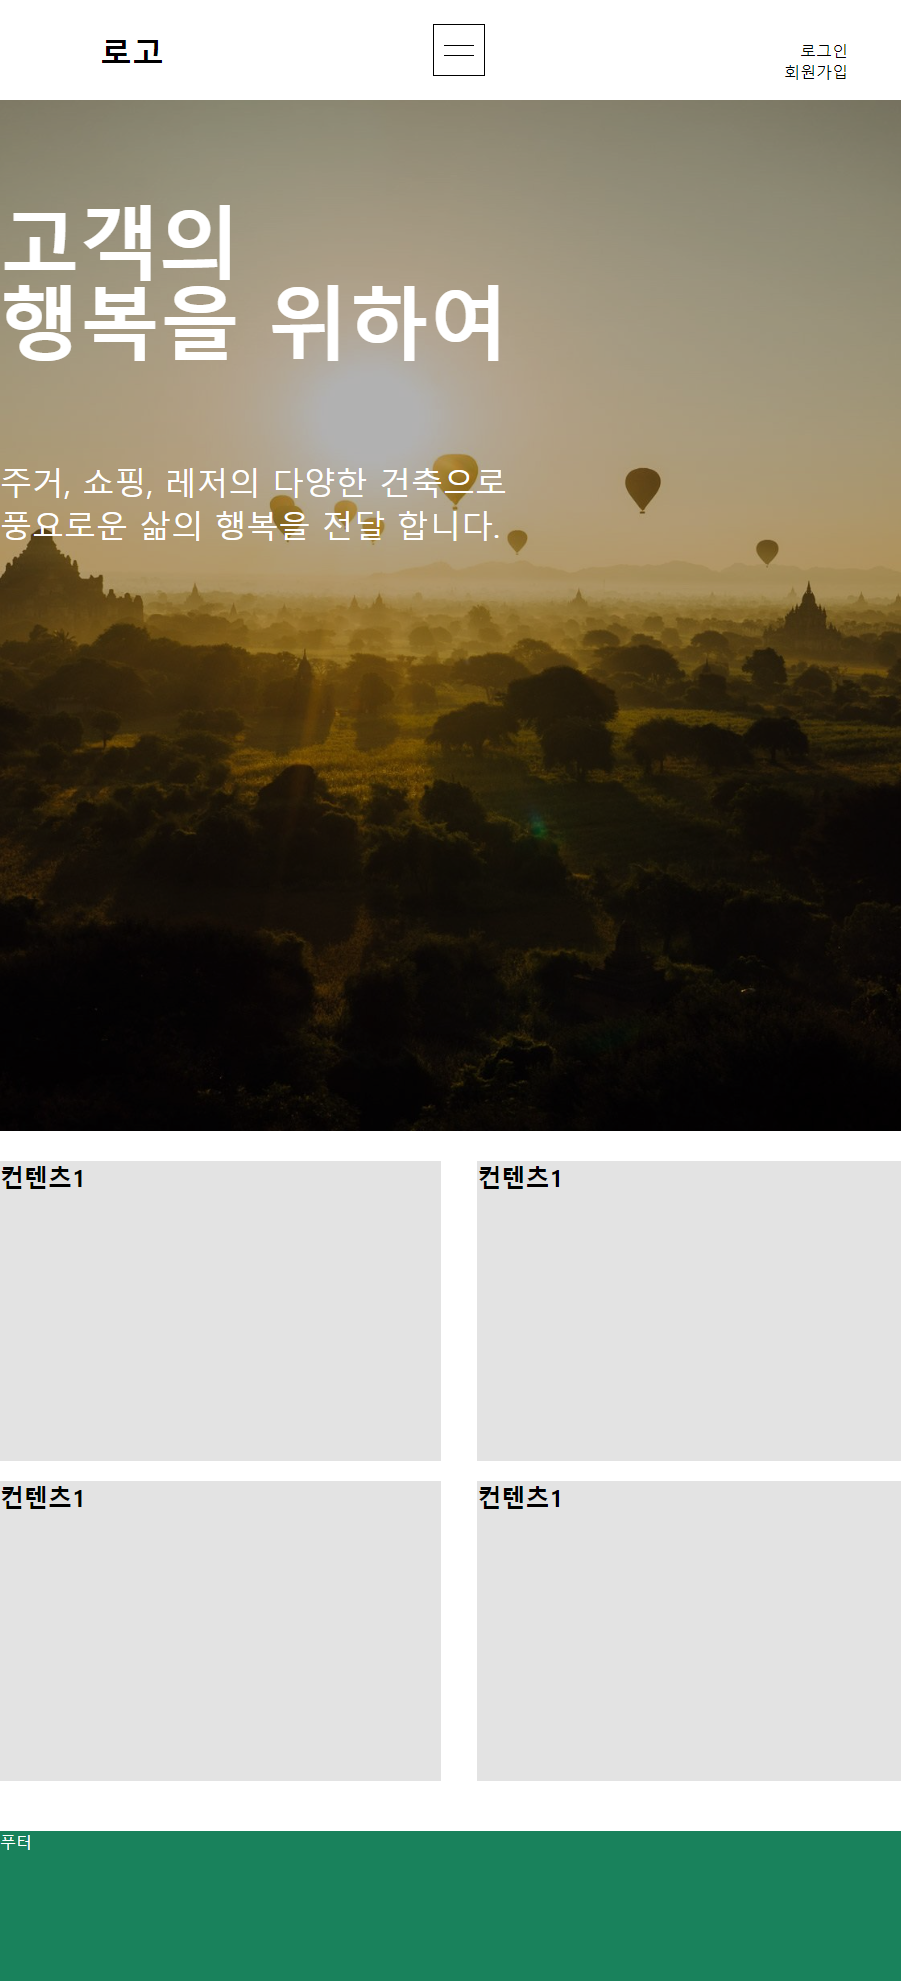 로고
로그인
회원가입
고객의
행복을 위하여
주거, 쇼핑, 레저의 다양한 건축으로
풍요로운 삶의 행복을 전달 합니다.
컨텐츠1
컨텐츠1
컨텐츠1
컨텐츠1
푸터